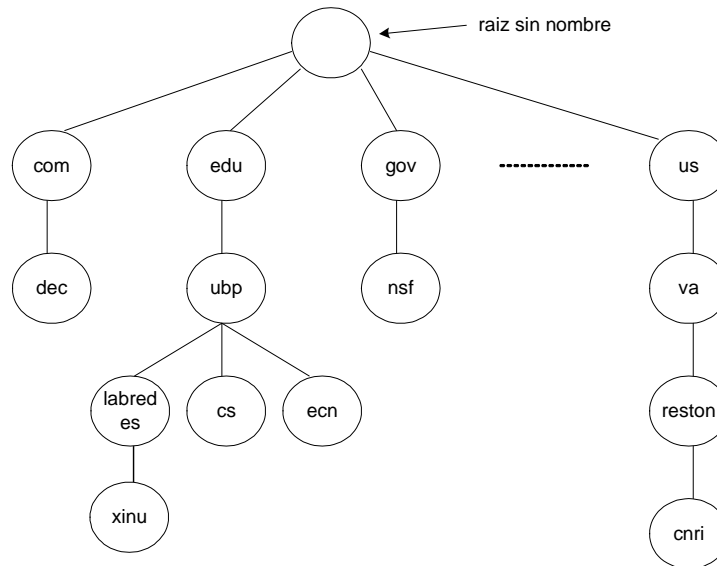 raiz sin nombre
com
edu
gov
us
dec
ubp
nsf
va
labred
es
cs
ecn
reston
xinu
cnri